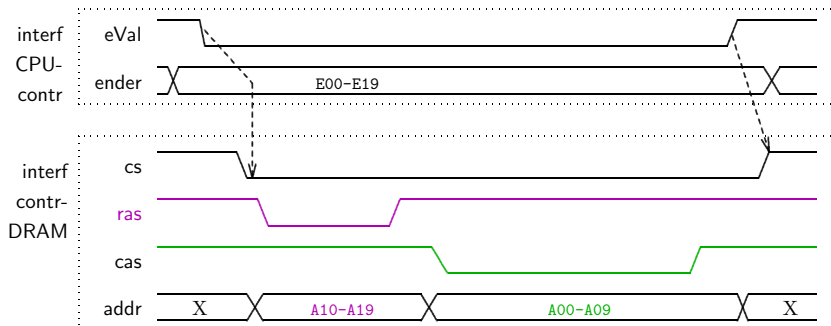 interf
CPU-
contr
eVal
ender
E00-E19
interf
contr-
DRAM
cs
ras
cas
addr
X
A10-A19
A00-A09
X